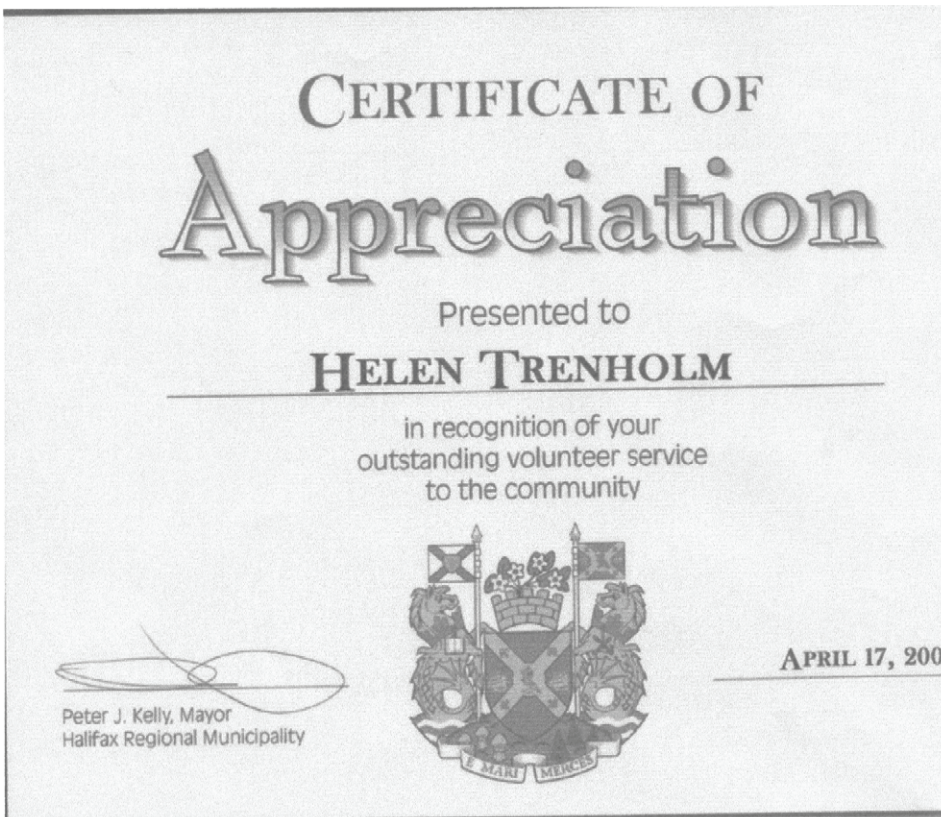 CERTIFICATE OF
Appreciation
Presented to
HELEN TRENHOLM
in recognition of your
outstanding volunteer service
to the community
APRIL 17, 200
Peter J. Kelly, Mayor
Halifax Regional Municipality
E MARI MERCES